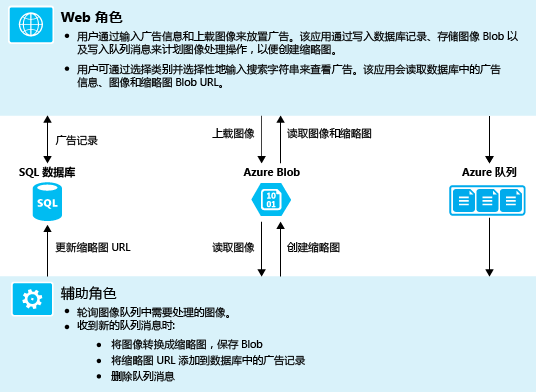 Web 角色
• 用户通过输入广告信息和上载图像来放置广告。该应用通过写入数据库记录、存储图像 Blob 以
及写入队列消息来计划图像处理操作，以便创建缩略图。
• 用户可通过选择类别并选择性地输入搜索字符串来查看广告。该应用会读取数据库中的广告
信息、图像和缩略图 Blob URL。
广告记录
上载图像
读取图像和缩略图
SQL 数据库
Azure Blob
Azure 队列
SQL
10
01
更新缩略图 URL
读取图像
创建缩略图
辅助角色
• 轮询图像队列中需要处理的图像。
• 收到新的队列消息时:
• 将图像转换成缩略图，保存 Blob
• 将缩略图 URL 添加到数据库中的广告记录
• 删除队列消息